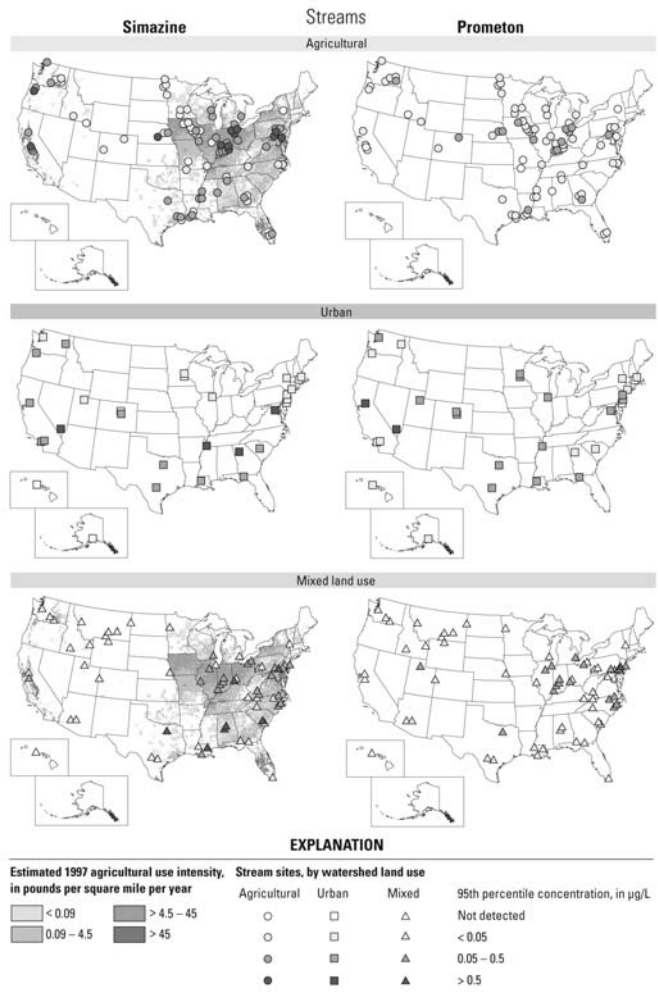 Streams
Simazine Prometon
Agricultural
Urban
Mixed land use
EXPLANATION
Estimated 1997 agricultural use intensity,
in pounds per square mile per year
< 0.09 > 4.5 – 45
0.09 – 4.5 > 45
Stream sites, by watershed land use
Agricultural Urban Mixed 95th percentile concentration, in µg/L
Not detected
< 0.05
0.05 – 0.5
> 0.5